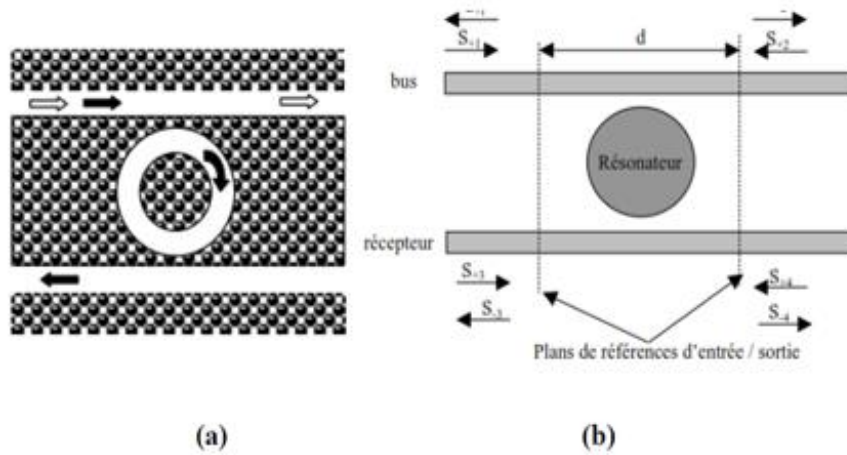 S₊₁ d S₊₂
bus
Résonateur
récepteur
S₊₃ S₊₄
S₋₃ S₋₄
Plans de références d'entrée / sortie
(a) (b)